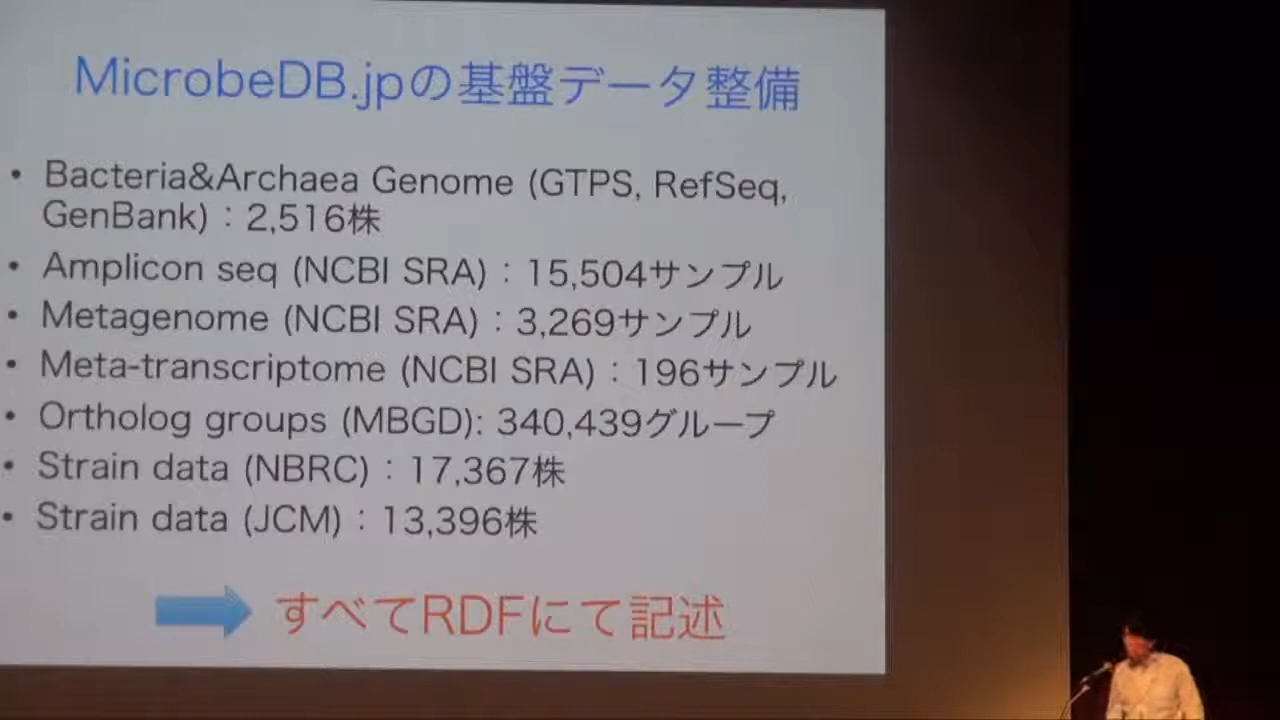 MicrobeDB.jpの基盤データ整備
• Bacteria&Archaea Genome (GTPS, RefSeq,
GenBank)：2,516株
• Amplicon seq (NCBI SRA)：15,504サンプル
• Metagenome (NCBI SRA)：3,269サンプル
• Meta-transcriptome (NCBI SRA)：196サンプル
• Ortholog groups (MBGD): 340,439グループ
• Strain data (NBRC)：17,367株
• Strain data (JCM)：13,396株
すべてRDFにて記述